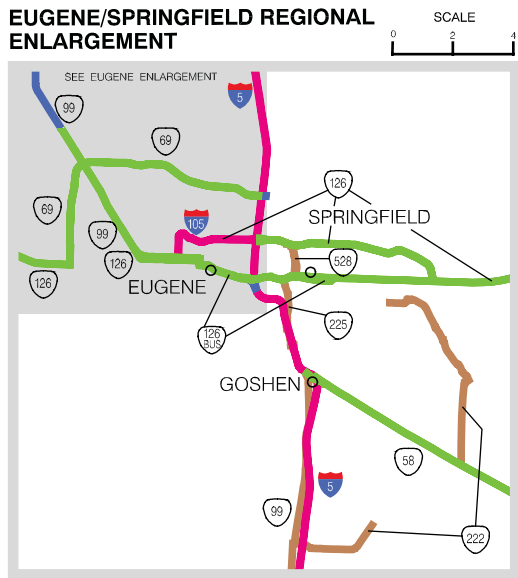 EUGENE/SPRINGFIELD REGIONAL
ENLARGEMENT
SCALE
0 2 4
SEE EUGENE ENLARGEMENT
99
5
69
126
69
SPRINGFIELD
105
99
126
528
126
EUGENE
225
126
BUS
GOSHEN
58
5
99
222